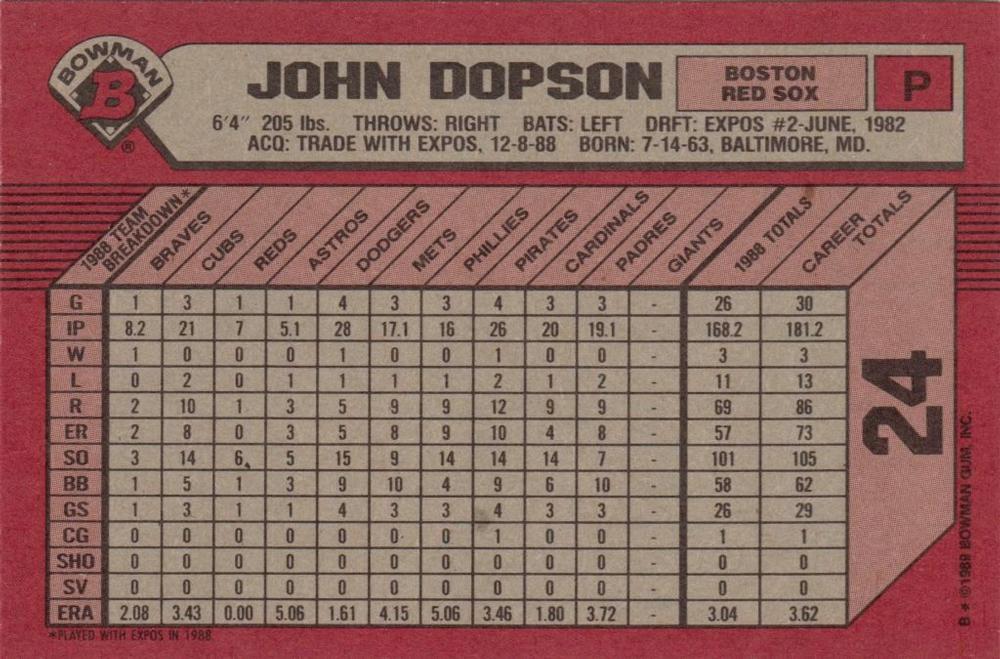 BOWMAN
B
®
JOHN DOPSON
BOSTON
RED SOX
P
6'4" 205 lbs. THROWS: RIGHT BATS: LEFT DRFT: EXPOS #2-JUNE, 1982
ACQ: TRADE WITH EXPOS, 12-8-88 BORN: 7-14-63, BALTIMORE, MD.
1988 TEAM
BREAKDOWN*
BRAVES
CUBS
REDS
ASTROS
DODGERS
METS
PHILLIES
PIRATES
CARDINALS
PADRES
GIANTS
1988 TOTALS
CAREER
TOTALS
G 1 3 1 1 4 3 3 4 3 3 - 26 30
IP 8.2 21 7 5.1 28 17.1 16 26 20 19.1 - 168.2 181.2
W 1 0 0 0 1 0 0 1 0 0 - 3 3
L 0 2 0 1 1 1 1 2 1 2 - 11 13
R 2 10 1 3 5 9 9 12 9 9 - 69 86
ER 2 8 0 3 5 8 9 10 4 8 - 57 73
SO 3 14 6 5 15 9 14 14 14 7 - 101 105
BB 1 5 1 3 9 10 4 9 6 10 - 58 62
GS 1 3 1 1 4 3 3 4 3 3 - 26 29
CG 0 0 0 0 0 0 0 1 0 0 - 1 1
SHO 0 0 0 0 0 0 0 0 0 0 - 0 0
SV 0 0 0 0 0 0 0 0 0 0 - 0 0
ERA 2.08 3.43 0.00 5.06 1.61 4.15 5.06 3.46 1.80 3.72 - 3.04 3.62
*PLAYED WITH EXPOS IN 1988
24
B * ©1989 BOWMAN GUM, INC.